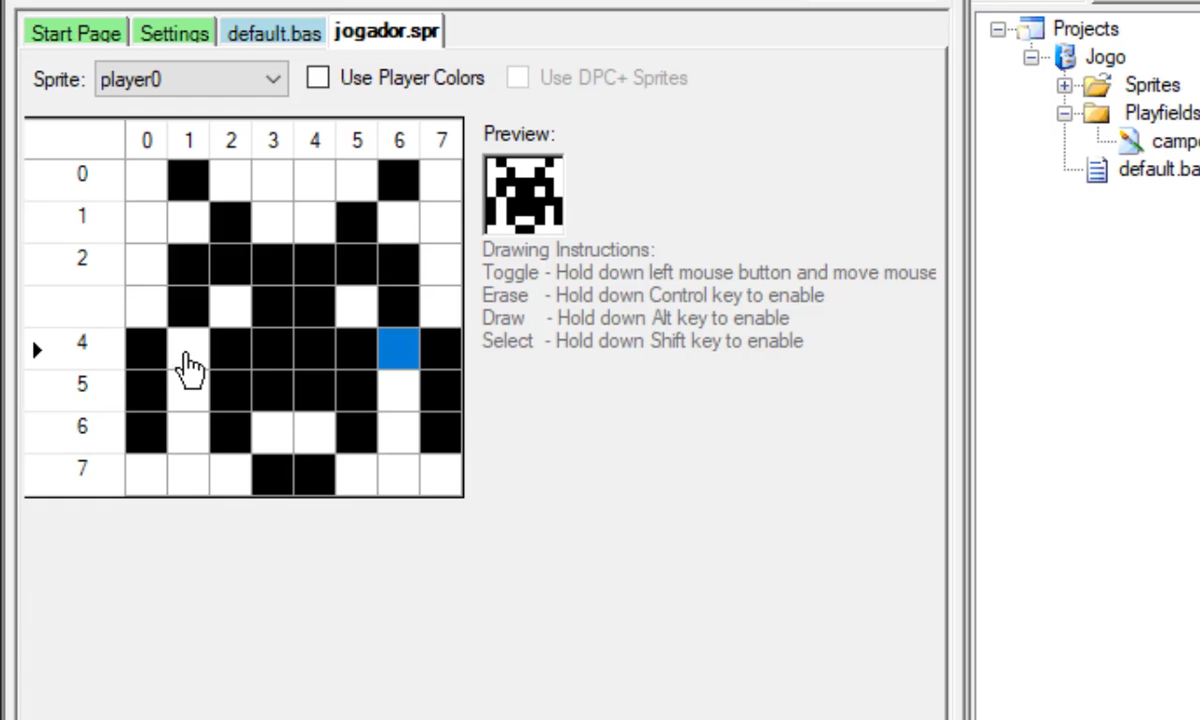 Start Page Settings default.bas jogador.spr
Sprite: player0 Use Player Colors Use DPC+ Sprites
0 1 2 3 4 5 6 7
0
1
2
4
5
6
7
Preview:
Drawing Instructions:
Toggle - Hold down left mouse button and move mouse
Erase - Hold down Control key to enable
Draw - Hold down Alt key to enable
Select - Hold down Shift key to enable
Projects
Jogo
Sprites
Playfields
campo
default.ba